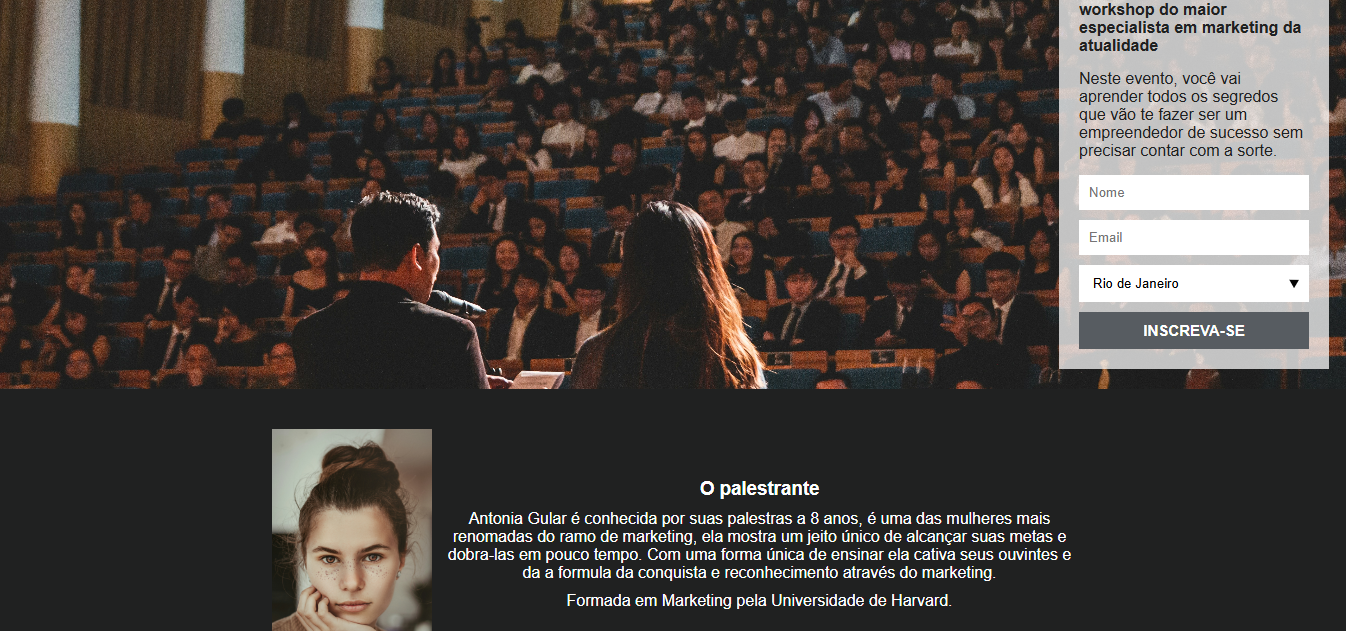 workshop do maior
especialista em marketing da
atualidade
Neste evento, você vai
aprender todos os segredos
que vão te fazer ser um
empreendedor de sucesso sem
precisar contar com a sorte.
Nome
Email
Rio de Janeiro
INSCREVA-SE
O palestrante
Antonia Gular é conhecida por suas palestras a 8 anos, é uma das mulheres mais
renomadas do ramo de marketing, ela mostra um jeito único de alcançar suas metas e
dobra-las em pouco tempo. Com uma forma única de ensinar ela cativa seus ouvintes e
da a formula da conquista e reconhecimento através do marketing.
Formada em Marketing pela Universidade de Harvard.